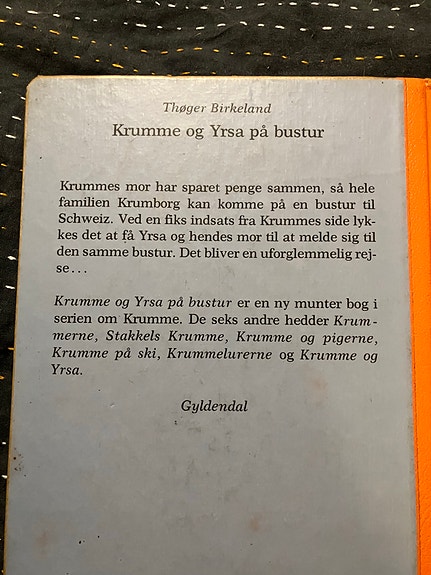 Thøger Birkeland
Krumme og Yrsa på bustur
Krummes mor har sparet penge sammen, så hele
familien Krumborg kan komme på en bustur til
Schweiz. Ved en fiks indsats fra Krummes side lyk-
kes det at få Yrsa og hendes mor til at melde sig til
den samme bustur. Det bliver en uforglemmelig rej-
se...
Krumme og Yrsa på bustur er en ny munter bog i
serien om Krumme. De seks andre hedder Krum-
merne, Stakkels Krumme, Krumme og pigerne,
Krumme på ski, Krummelurerne og Krumme og
Yrsa.
Gyldendal